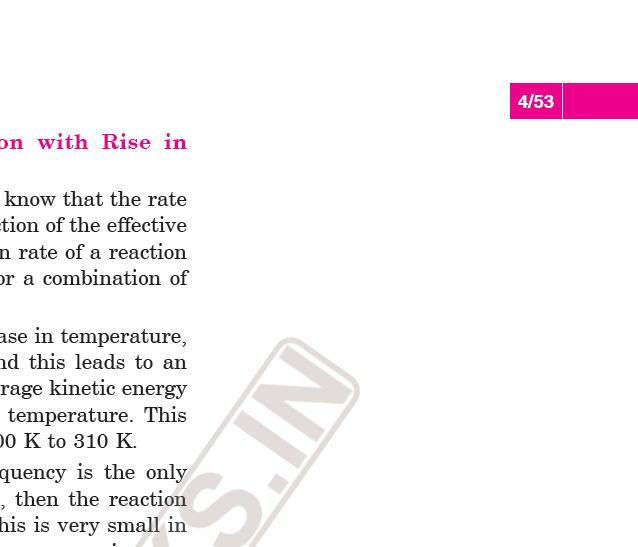 4/53
on with Rise in
know that the rate
ction of the effective
n rate of a reaction
or a combination of
ase in temperature,
nd this leads to an
rage kinetic energy
temperature. This
00 K to 310 K.
quency is the only
, then the reaction
his is very small in
S.IN